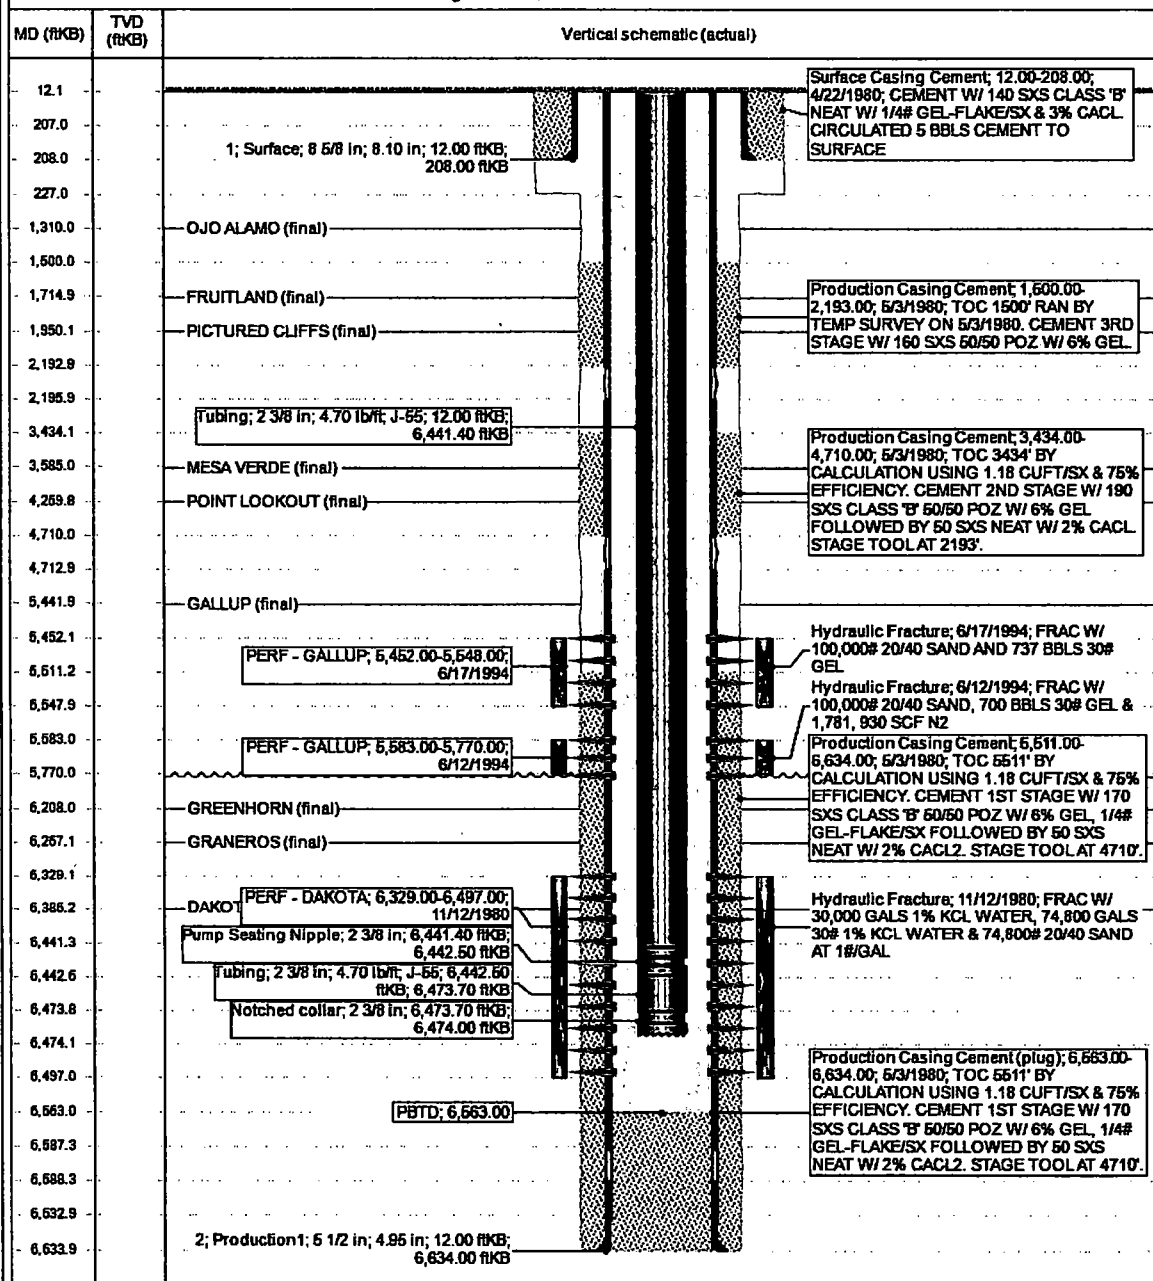 MD (ftKB)
TVD
(ftKB)
Vertical schematic (actual)
12.1
207.0
208.0
227.0
1,310.0
1,500.0
1,714.9
1,950.1
2,192.9
2,195.9
3,434.1
3,585.0
4,259.8
4,710.0
4,712.9
5,441.9
5,452.1
5,511.2
5,547.9
5,583.0
5,770.0
6,208.0
6,257.1
6,329.1
6,386.2
6,441.3
6,442.6
6,473.8
6,474.1
6,497.0
6,563.0
6,587.3
6,588.3
6,632.9
6,633.9
1; Surface; 8 5/8 in; 8.10 in; 12.00 ftKB;
208.00 ftKB
OJO ALAMO (final)
FRUITLAND (final)
PICTURED CLIFFS (final)
Tubing; 2 3/8 in; 4.70 lb/ft; J-55; 12.00 ftKB;
6,441.40 ftKB
MESA VERDE (final)
POINT LOOKOUT (final)
GALLUP (final)
PERF - GALLUP; 5,452.00-5,548.00;
6/17/1994
PERF - GALLUP; 5,583.00-5,770.00;
6/12/1994
GREENHORN (final)
GRANEROS (final)
DAKOT
PERF - DAKOTA; 6,329.00-6,497.00;
11/12/1980
Pump Seating Nipple; 2 3/8 in; 6,441.40 ftKB;
6,442.50 ftKB
Tubing; 2 3/8 in; 4.70 lb/ft; J-55; 6,442.50
ftKB; 6,473.70 ftKB
Notched collar; 2 3/8 in; 6,473.70 ftKB;
6,474.00 ftKB
PBTD; 6,563.00
2; Production1; 5 1/2 in; 4.95 in; 12.00 ftKB;
6,634.00 ftKB
Surface Casing Cement; 12.00-208.00;
4/22/1980; CEMENT W/ 140 SXS CLASS 'B'
NEAT W/ 1/4# GEL-FLAKE/SX & 3% CACL.
CIRCULATED 5 BBLS CEMENT TO
SURFACE
Production Casing Cement; 1,500.00-
2,193.00; 5/3/1980; TOC 1500' RAN BY
TEMP SURVEY ON 5/3/1980. CEMENT 3RD
STAGE W/ 160 SXS 50/50 POZ W/ 6% GEL.
Production Casing Cement; 3,434.00-
4,710.00; 5/3/1980; TOC 3434' BY
CALCULATION USING 1.18 CUFT/SX & 75%
EFFICIENCY. CEMENT 2ND STAGE W/ 190
SXS CLASS 'B' 50/50 POZ W/ 6% GEL
FOLLOWED BY 50 SXS NEAT W/ 2% CACL.
STAGE TOOL AT 2193'.
Hydraulic Fracture; 6/17/1994; FRAC W/
100,000# 20/40 SAND AND 737 BBLS 30#
GEL
Hydraulic Fracture; 6/12/1994; FRAC W/
100,000# 20/40 SAND, 700 BBLS 30# GEL &
1,781, 930 SCF N2
Production Casing Cement; 5,511.00-
6,634.00; 5/3/1980; TOC 5511' BY
CALCULATION USING 1.18 CUFT/SX & 75%
EFFICIENCY. CEMENT 1ST STAGE W/ 170
SXS CLASS 'B' 50/50 POZ W/ 6% GEL, 1/4#
GEL-FLAKE/SX FOLLOWED BY 50 SXS
NEAT W/ 2% CACL2. STAGE TOOL AT 4710'.
Hydraulic Fracture; 11/12/1980; FRAC W/
30,000 GALS 1% KCL WATER, 74,800 GALS
30# 1% KCL WATER & 74,800# 20/40 SAND
AT 1#/GAL
Production Casing Cement (plug); 6,563.00-
6,634.00; 5/3/1980; TOC 5511' BY
CALCULATION USING 1.18 CUFT/SX & 75%
EFFICIENCY. CEMENT 1ST STAGE W/ 170
SXS CLASS 'B' 50/50 POZ W/ 6% GEL, 1/4#
GEL-FLAKE/SX FOLLOWED BY 50 SXS
NEAT W/ 2% CACL2. STAGE TOOL AT 4710'.